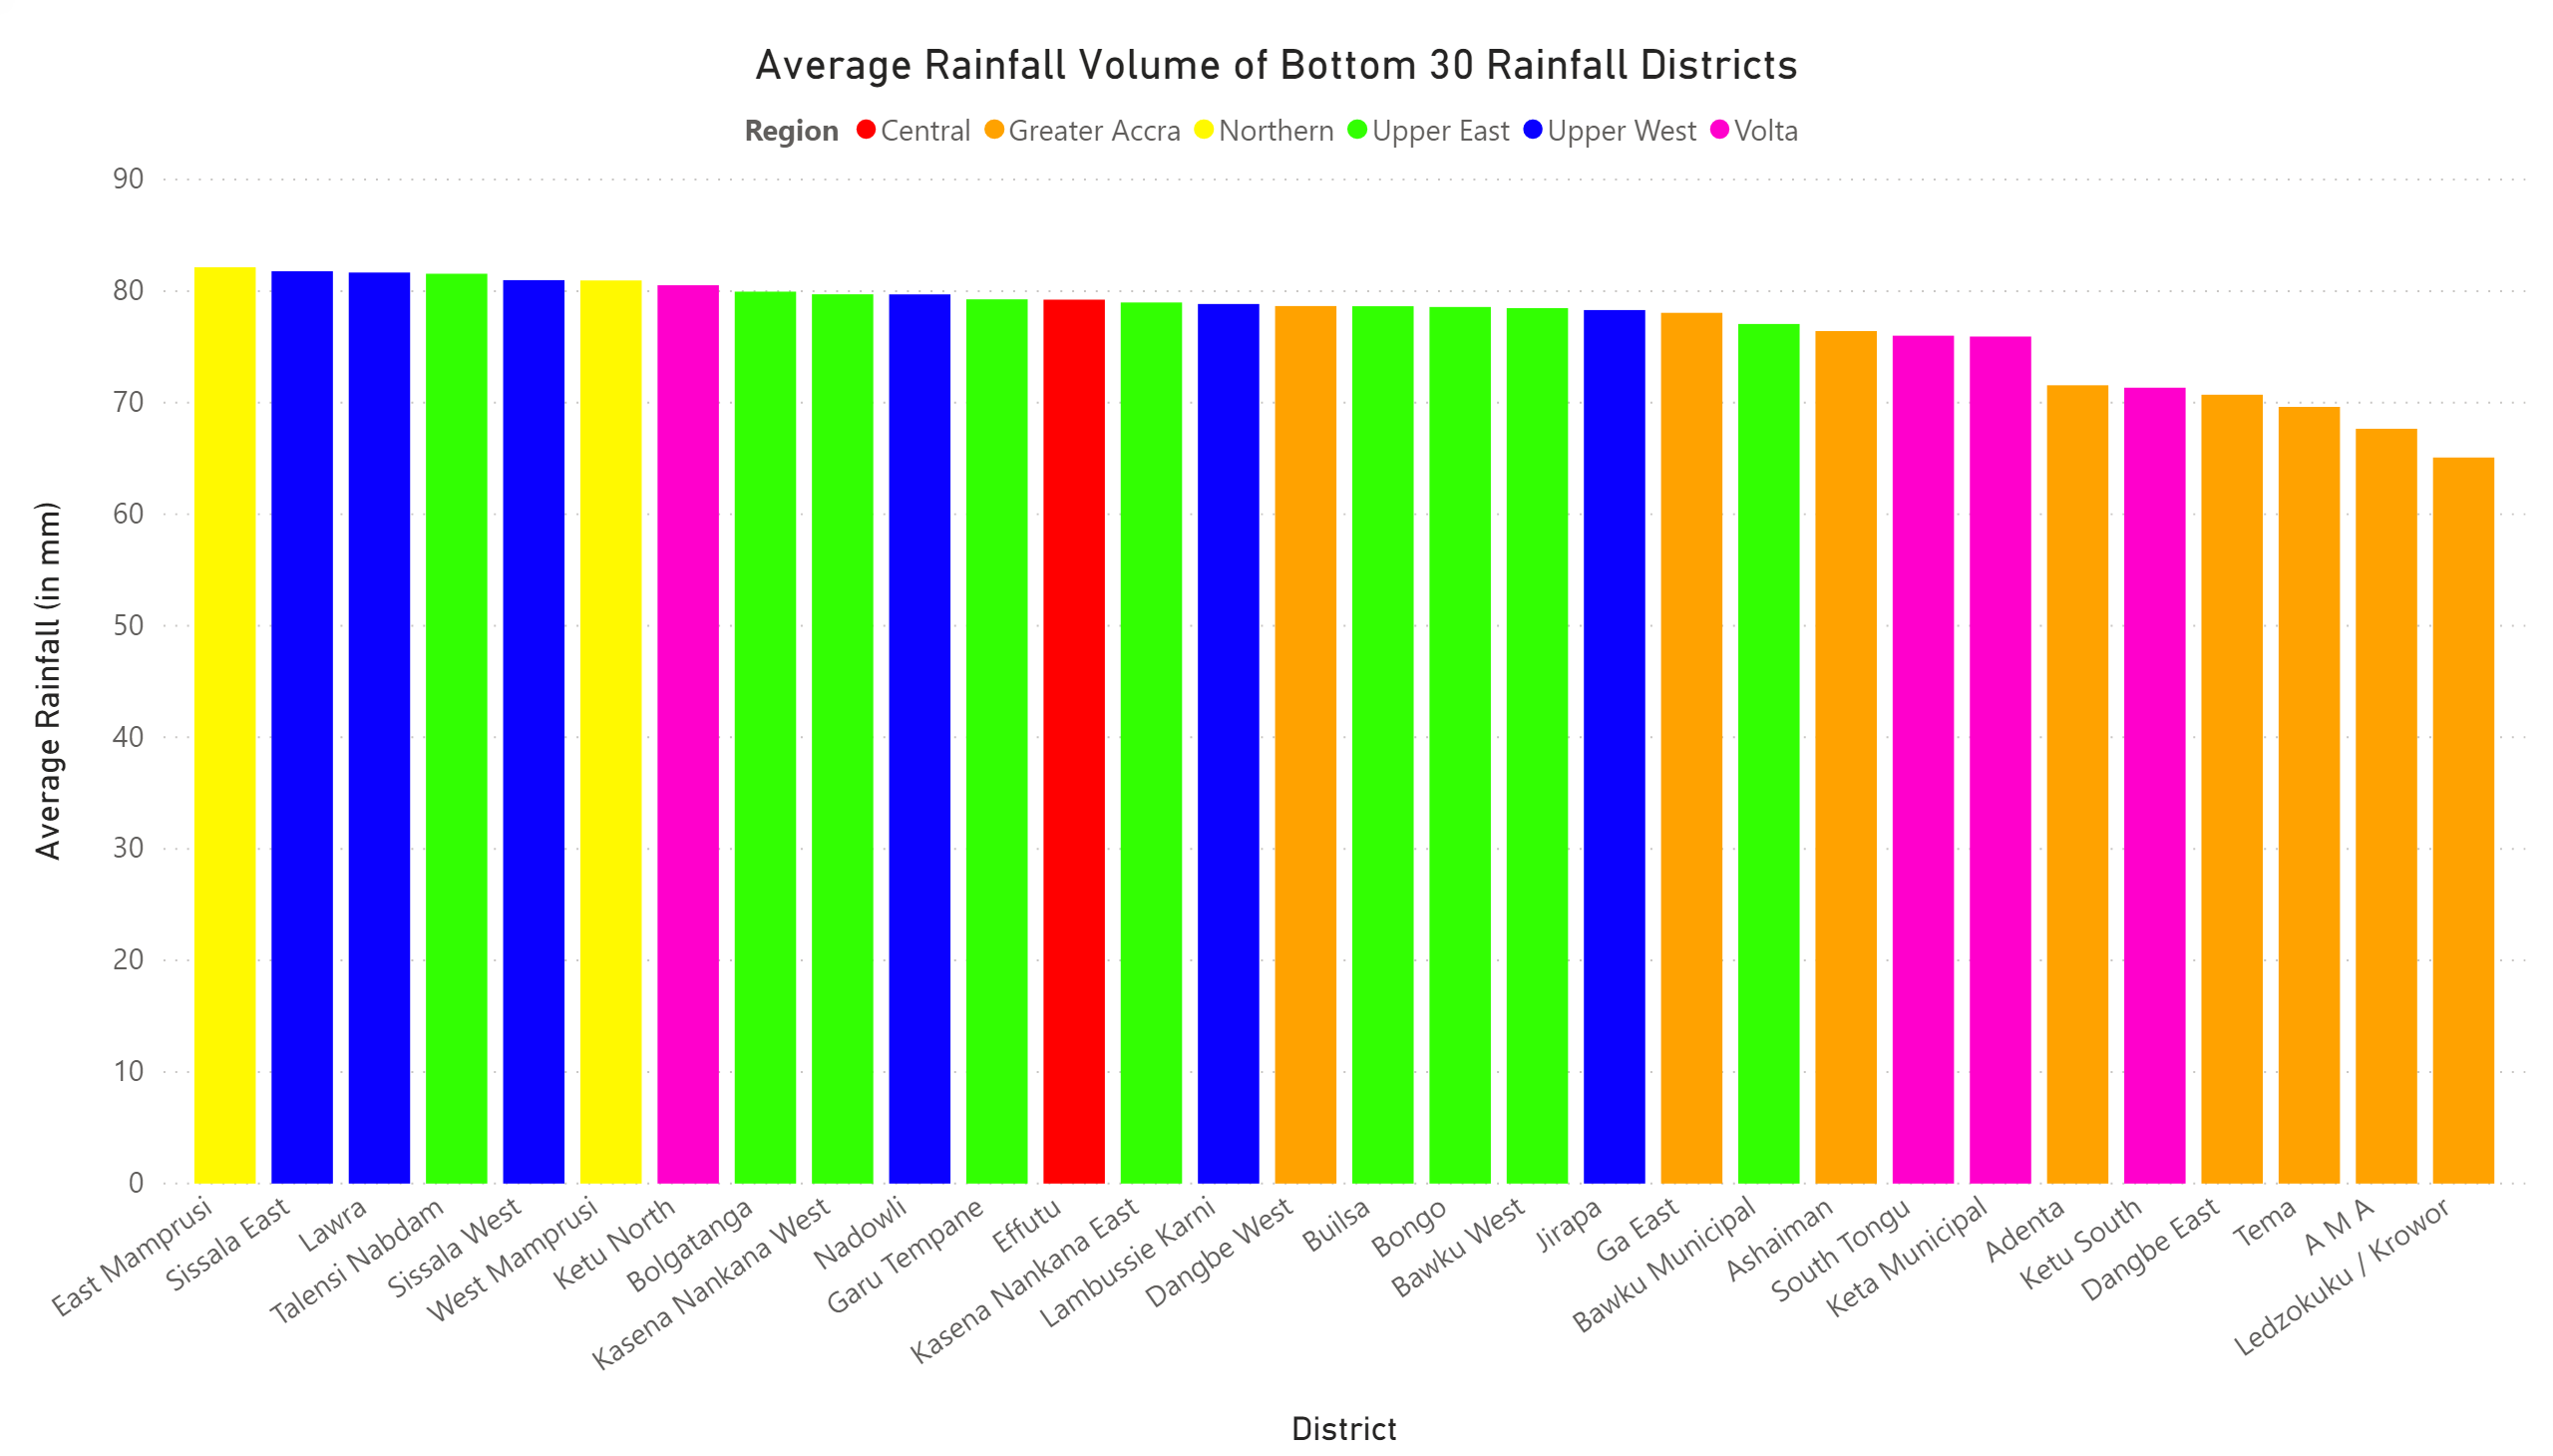 Average Rainfall Volume of Bottom 30 Rainfall Districts
Region Central Greater Accra Northern Upper East Upper West Volta
90
80
70
60
50
40
30
20
10
0
Average Rainfall (in mm)
East Mamprusi
Sissala East
Lawra
Talensi Nabdam
Sissala West
West Mamprusi
Ketu North
Bolgatanga
Kasena Nankana West
Nadowli
Garu Tempane
Effutu
Kasena Nankana East
Lambussie Karni
Dangbe West
Builsa
Bongo
Bawku West
Jirapa
Ga East
Bawku Municipal
Ashaiman
South Tongu
Keta Municipal
Adenta
Ketu South
Dangbe East
Tema
A M A
Ledzokuku / Krowor
District